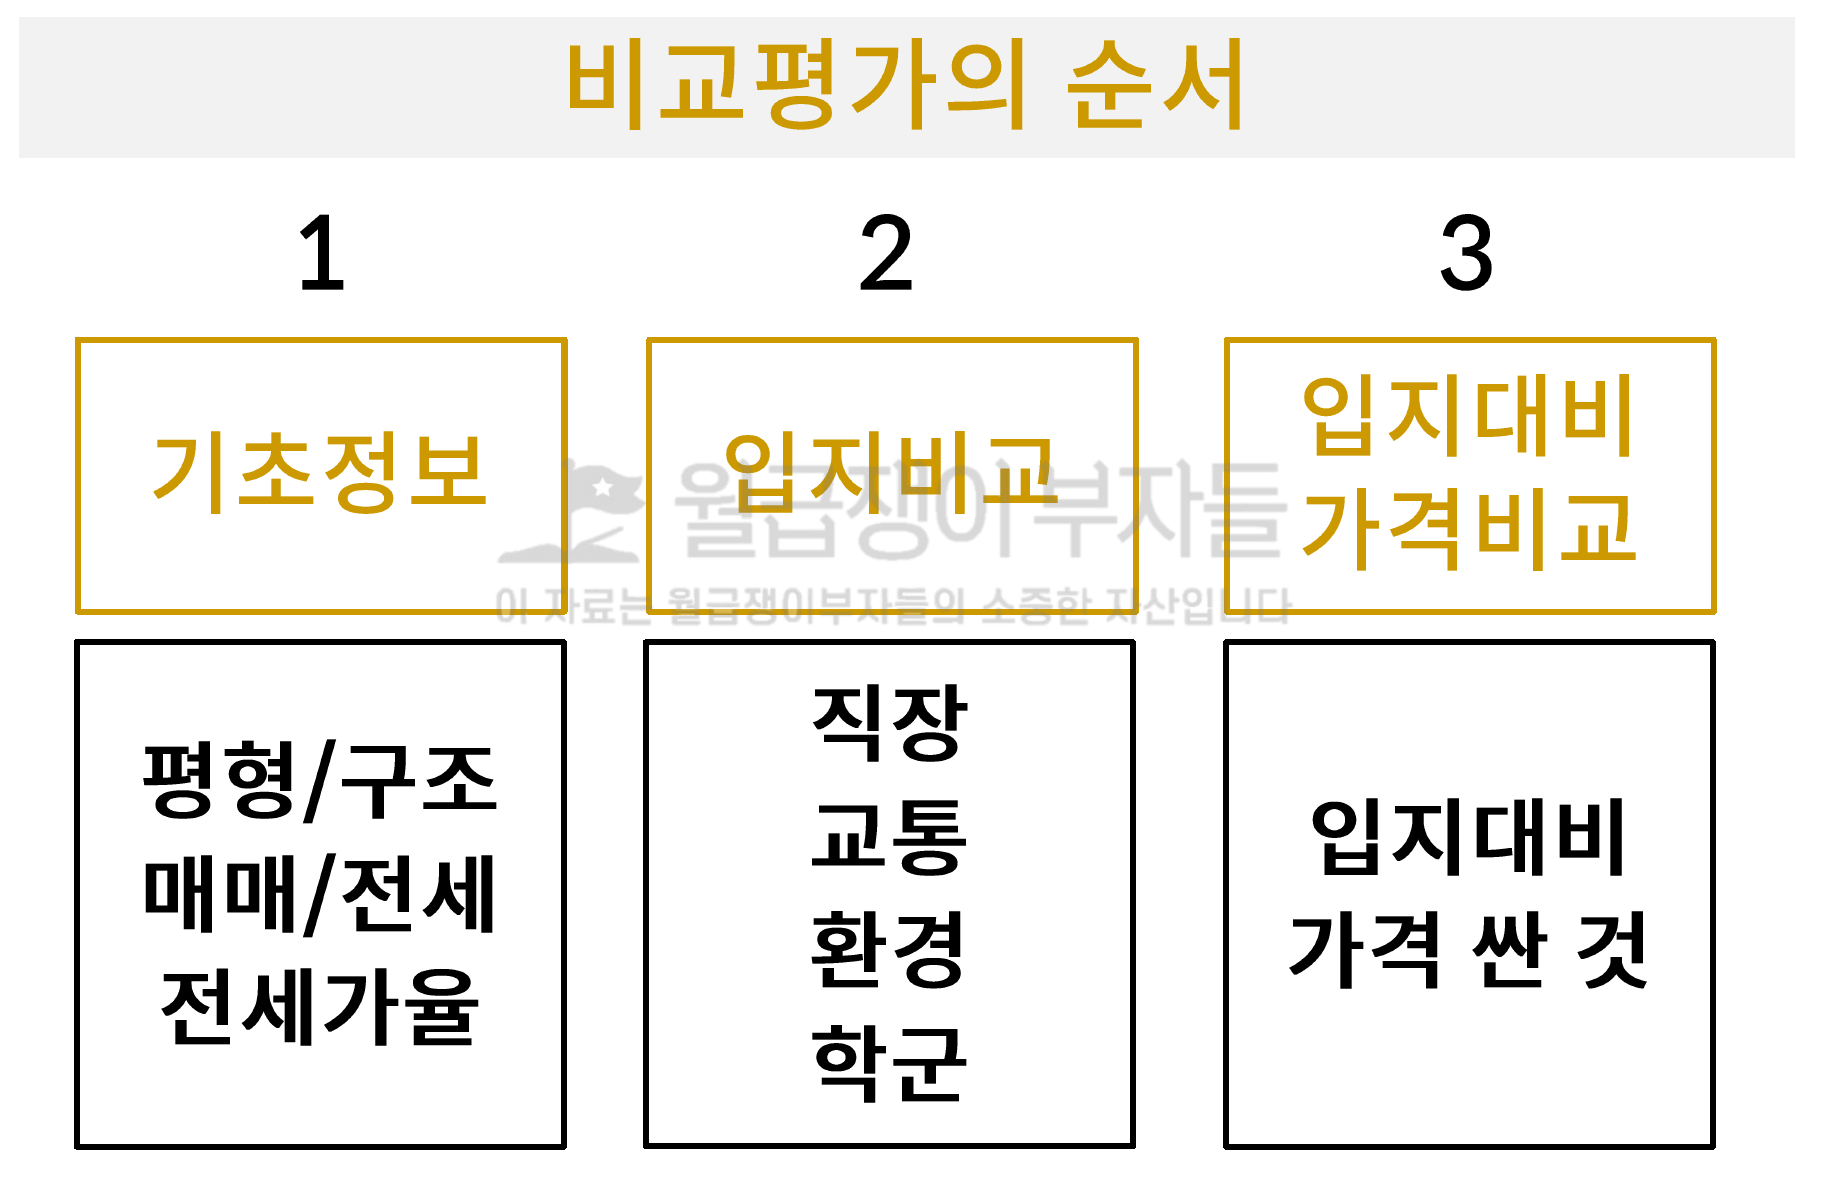 비교평가의 순서
1
기초정보
평형/구조
매매/전세
전세가율
2
입지비교
직장
교통
환경
학군
3
입지대비
가격비교
입지대비
가격 싼 것
월급쟁이부자들
이 자료는 월급쟁이부자들의 소중한 자산입니다